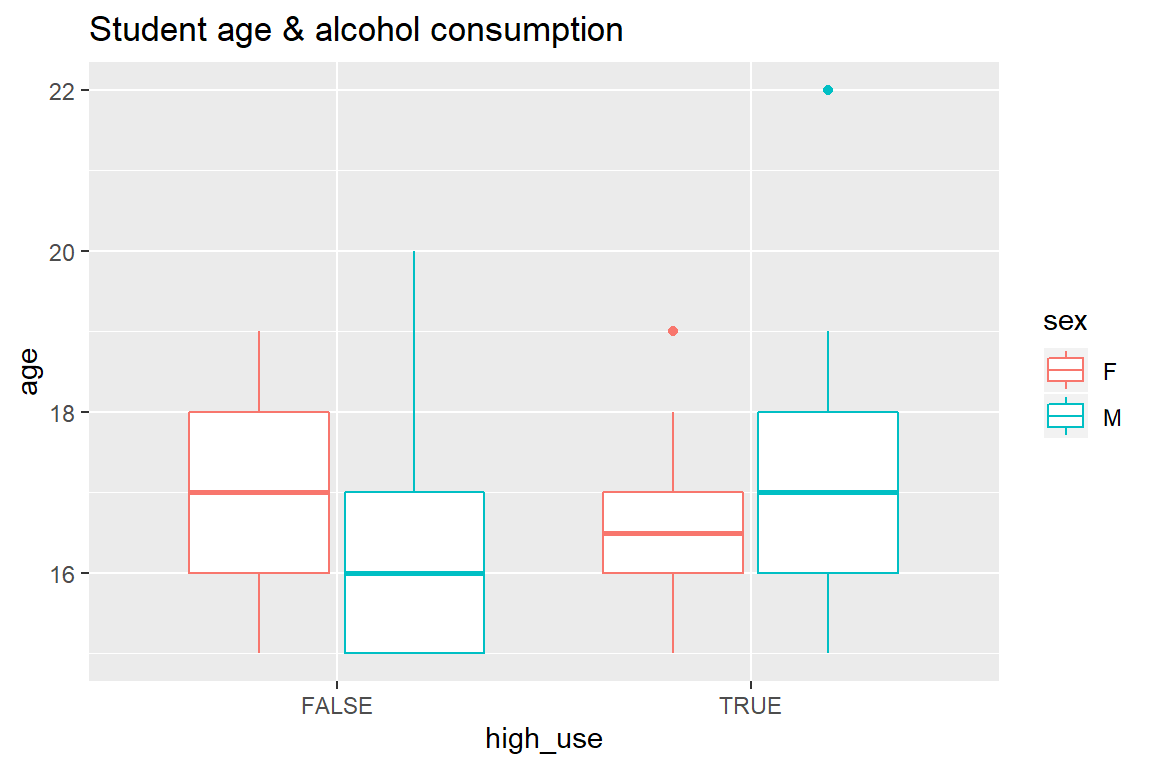 Student age & alcohol consumption
22
20
18
16
age
FALSE
TRUE
high_use
sex
F
M